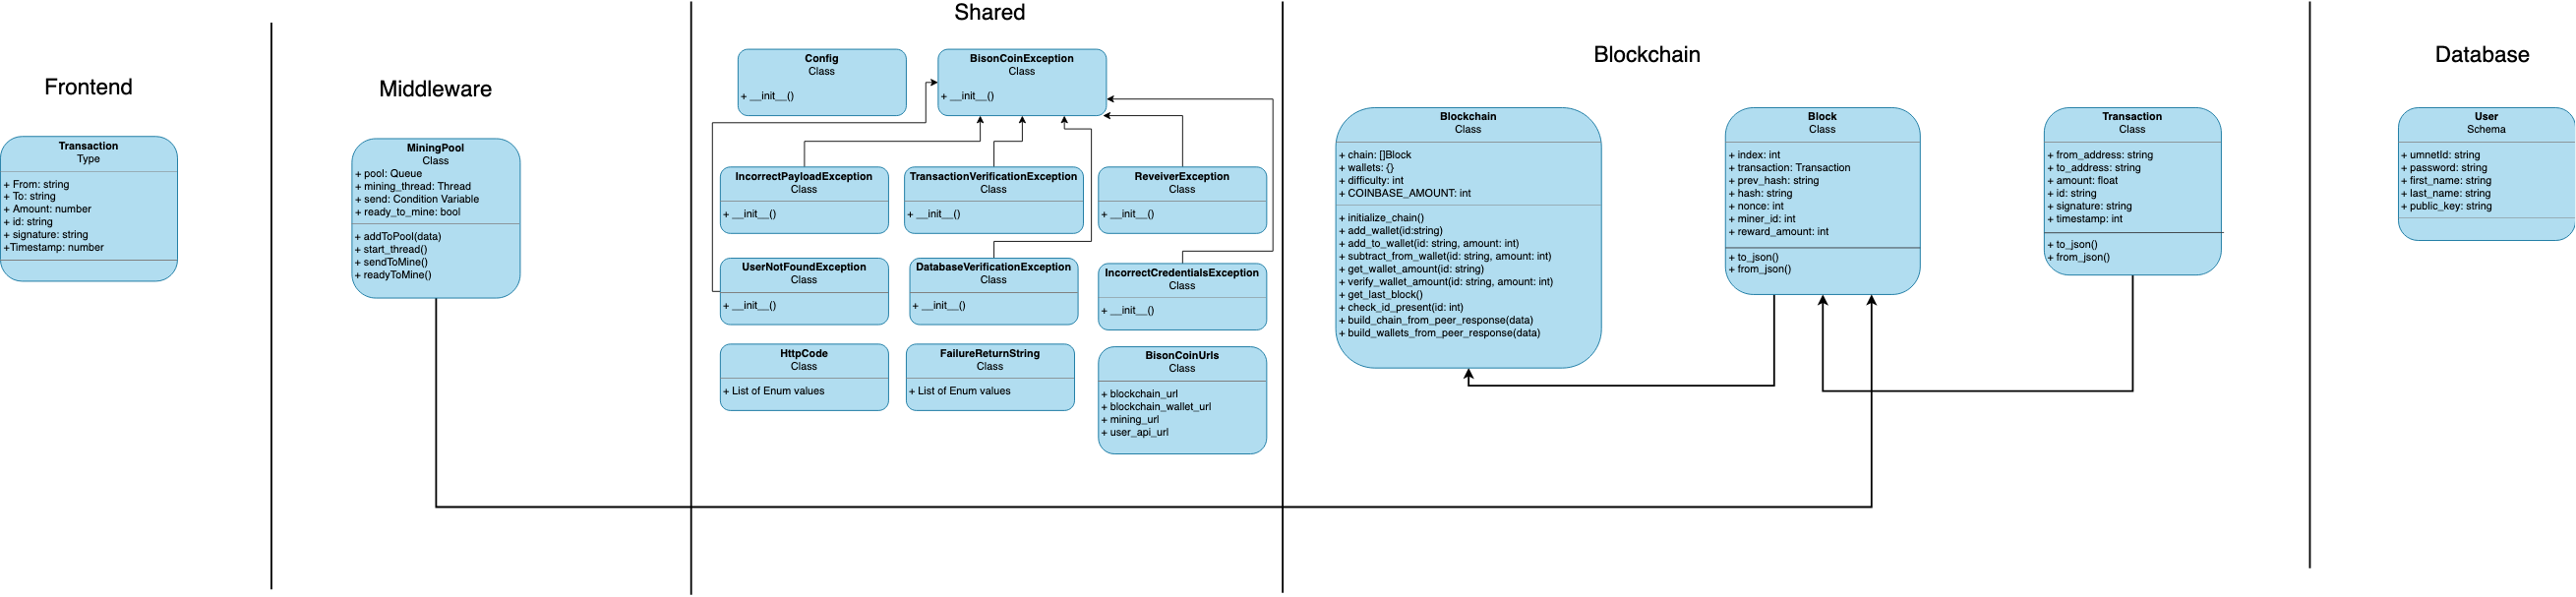 Frontend
Transaction
Type
+ From: string
+ To: string
+ Amount: number
+ id: string
+ signature: string
+Timestamp: number
Middleware
MiningPool
Class
+ pool: Queue
+ mining_thread: Thread
+ send: Condition Variable
+ ready_to_mine: bool
+ addToPool(data)
+ start_thread()
+ sendToMine()
+ readyToMine()
Shared
Config
Class
+ __init__()
BisonCoinException
Class
+ __init__()
IncorrectPayloadException
Class
+ __init__()
TransactionVerificationException
Class
+ __init__()
ReveiverException
Class
+ __init__()
UserNotFoundException
Class
+ __init__()
DatabaseVerificationException
Class
+ __init__()
IncorrectCredentialsException
Class
+ __init__()
HttpCode
Class
+ List of Enum values
FailureReturnString
Class
+ List of Enum values
BisonCoinUrls
Class
+ blockchain_url
+ blockchain_wallet_url
+ mining_url
+ user_api_url
Blockchain
Blockchain
Class
+ chain: []Block
+ wallets: {}
+ difficulty: int
+ COINBASE_AMOUNT: int
+ initialize_chain()
+ add_wallet(id:string)
+ add_to_wallet(id: string, amount: int)
+ subtract_from_wallet(id: string, amount: int)
+ get_wallet_amount(id: string)
+ verify_wallet_amount(id: string, amount: int)
+ get_last_block()
+ check_id_present(id: int)
+ build_chain_from_peer_response(data)
+ build_wallets_from_peer_response(data)
Block
Class
+ index: int
+ transaction: Transaction
+ prev_hash: string
+ hash: string
+ nonce: int
+ miner_id: int
+ reward_amount: int
+ to_json()
+ from_json()
Transaction
Class
+ from_address: string
+ to_address: string
+ amount: float
+ id: string
+ signature: string
+ timestamp: int
+ to_json()
+ from_json()
Database
User
Schema
+ umnetId: string
+ password: string
+ first_name: string
+ last_name: string
+ public_key: string